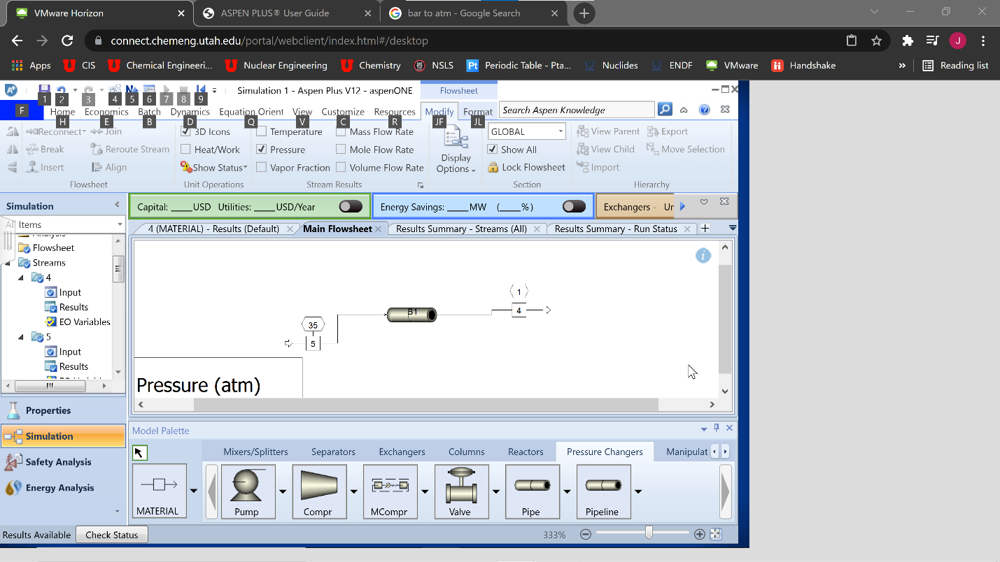 VMware Horizon
ASPEN PLUS® User Guide
bar to atm - Google Search
connect.chemeng.utah.edu/portal/webclient/index.html#/desktop
J
Apps CIS Chemical Engineeri... Nuclear Engineering Chemistry NSLS Pt Periodic Table - Pta... Nuclides ENDF VMware Handshake » Reading list
Simulation 1 - Aspen Plus V12 - aspenONE Flowsheet
1 2 3 4 5 6 7 8 9
F Home Economics Batch Dynamics Equation Orient View Customize Resources Modify Format Search Aspen Knowledge
H E B D Q V C R JF JL
Reconnect Join 3D Icons Temperature Mass Flow Rate GLOBAL View Parent Export
Break Reroute Stream Heat/Work Pressure Mole Flow Rate Display Options Show All View Child Move Selection
Insert Align Show Status Vapor Fraction Volume Flow Rate Lock Flowsheet Import
Flowsheet Unit Operations Stream Results Section Hierarchy
Simulation <
Capital: ____USD Utilities: ____USD/Year
Energy Savings: ____MW (____%)
Exchangers - Ur
All Items
4 (MATERIAL) - Results (Default) Main Flowsheet Results Summary - Streams (All) Results Summary - Run Status
Flowsheet
Streams
4
Input
Results
EO Variables
5
Input
Results
1
4
B1
35
5
Pressure (atm)
Properties
Simulation
Safety Analysis
Energy Analysis
Model Palette
Mixers/Splitters Separators Exchangers Columns Reactors Pressure Changers Manipulat
MATERIAL Pump Compr MCompr Valve Pipe Pipeline
Results Available Check Status 333%